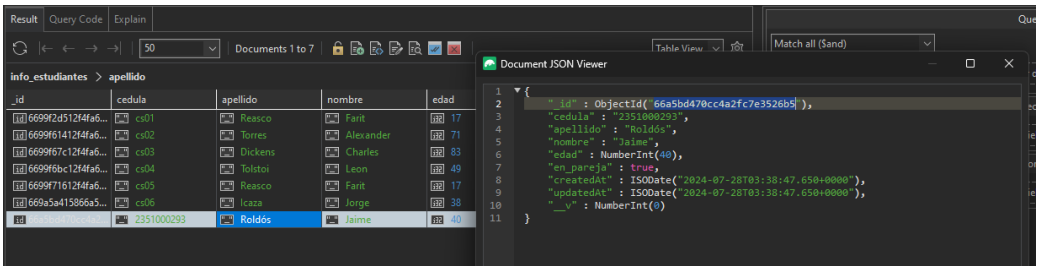 Result Query Code Explain
50 Documents 1 to 7 Table View
Que
Match all ($and)
info_estudiantes > apellido
_id cedula apellido nombre edad
6699f2d512f4fa6... cs01 Reasco Farit 17
6699f61412f4fa6... cs02 Torres Alexander 71
6699f67c12f4fa6... cs03 Dickens Charles 83
6699f6bc12f4fa6... cs04 Tolstoi Leon 49
6699f71612f4fa6... cs05 Reasco Farit 17
669a5a415866a5... cs06 Icaza Jorge 38
66a5bd470cc4a2... 2351000293 Roldós Jaime 40
Document JSON Viewer
1 {
2 "_id" : ObjectId("66a5bd470cc4a2fc7e3526b5"),
3 "cedula" : "2351000293",
4 "apellido" : "Roldós",
5 "nombre" : "Jaime",
6 "edad" : NumberInt(40),
7 "en_pareja" : true,
8 "createdAt" : ISODate("2024-07-28T03:38:47.650+0000"),
9 "updatedAt" : ISODate("2024-07-28T03:38:47.650+0000"),
10 "__v" : NumberInt(0)
11 }